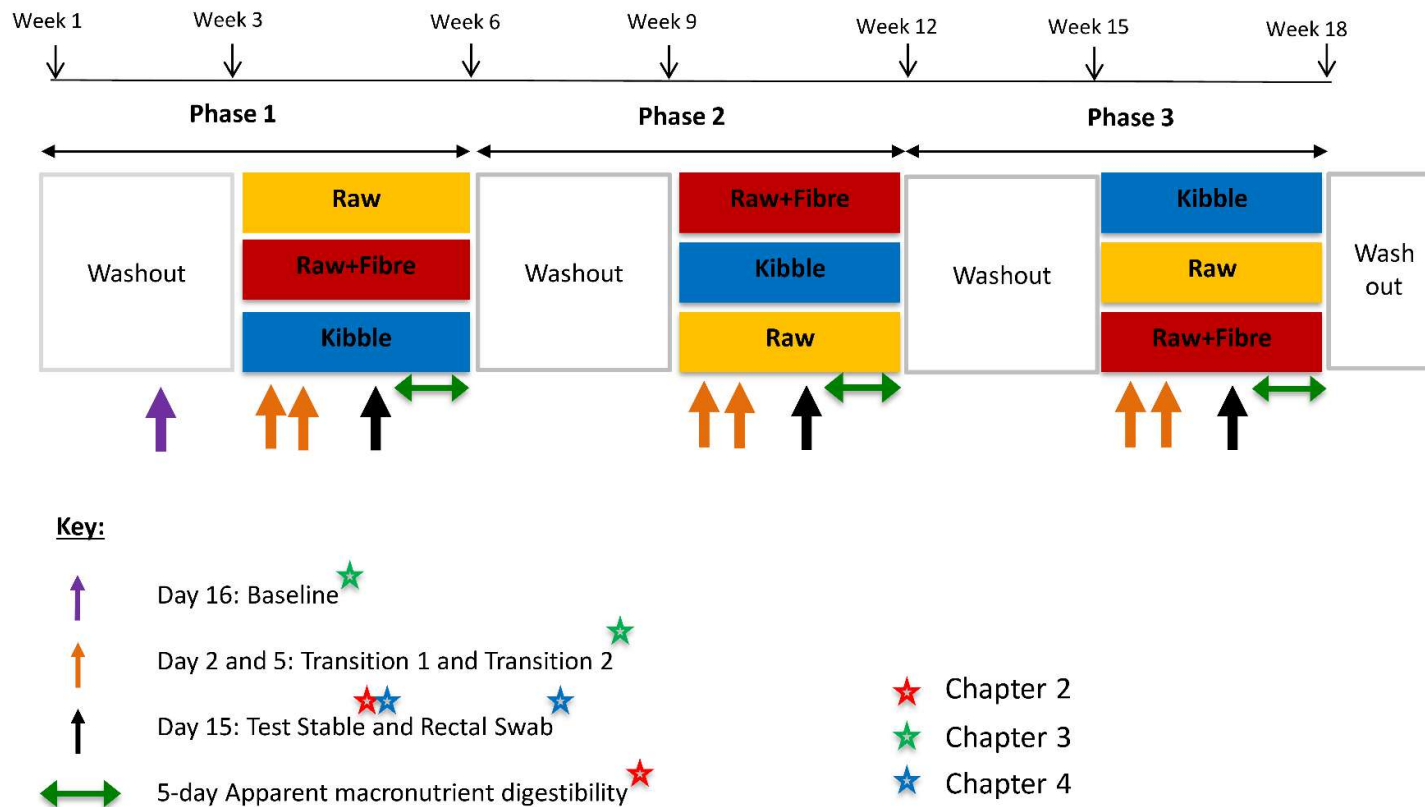 Week 1
Week 3
Week 6
Week 9
Week 12
Week 15
Week 18
Phase 1
Phase 2
Phase 3
Washout
Raw
Raw+Fibre
Kibble
Washout
Raw+Fibre
Kibble
Raw
Washout
Kibble
Raw
Raw+Fibre
Wash
out
Key:
Day 16: Baseline
Day 2 and 5: Transition 1 and Transition 2
Day 15: Test Stable and Rectal Swab
5-day Apparent macronutrient digestibility
Chapter 2
Chapter 3
Chapter 4